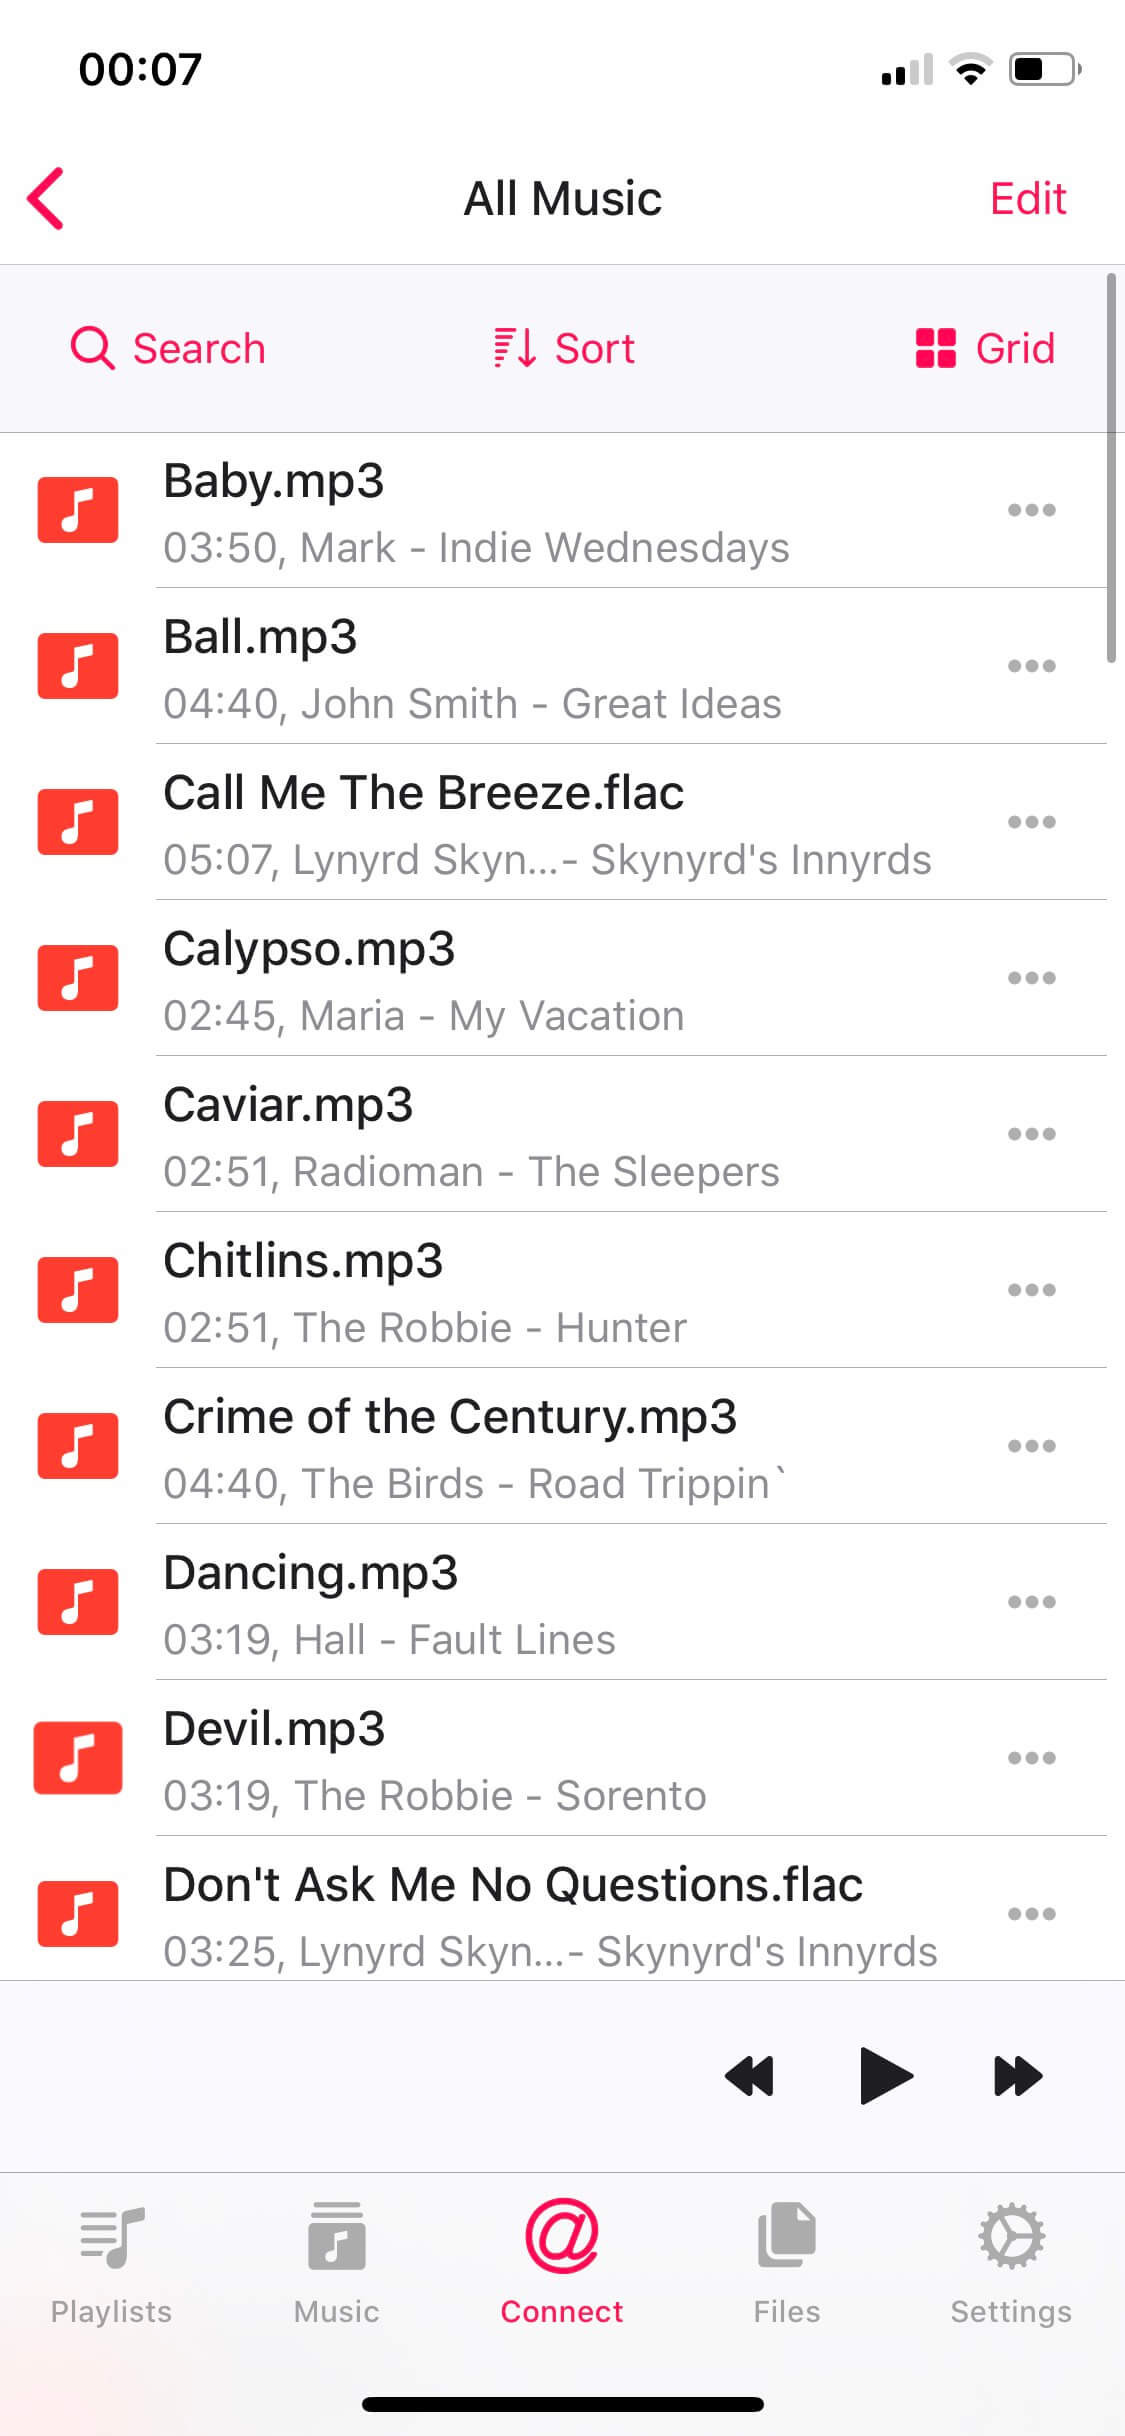 00:07
All Music
Edit
Search
Sort
Grid
Baby.mp3
03:50, Mark - Indie Wednesdays
Ball.mp3
04:40, John Smith - Great Ideas
Call Me The Breeze.flac
05:07, Lynyrd Skyn...- Skynyrd's Innyrds
Calypso.mp3
02:45, Maria - My Vacation
Caviar.mp3
02:51, Radioman - The Sleepers
Chitlins.mp3
02:51, The Robbie - Hunter
Crime of the Century.mp3
04:40, The Birds - Road Trippin`
Dancing.mp3
03:19, Hall - Fault Lines
Devil.mp3
03:19, The Robbie - Sorento
Don't Ask Me No Questions.flac
03:25, Lynyrd Skyn...- Skynyrd's Innyrds
Playlists
Music
Connect
Files
Settings